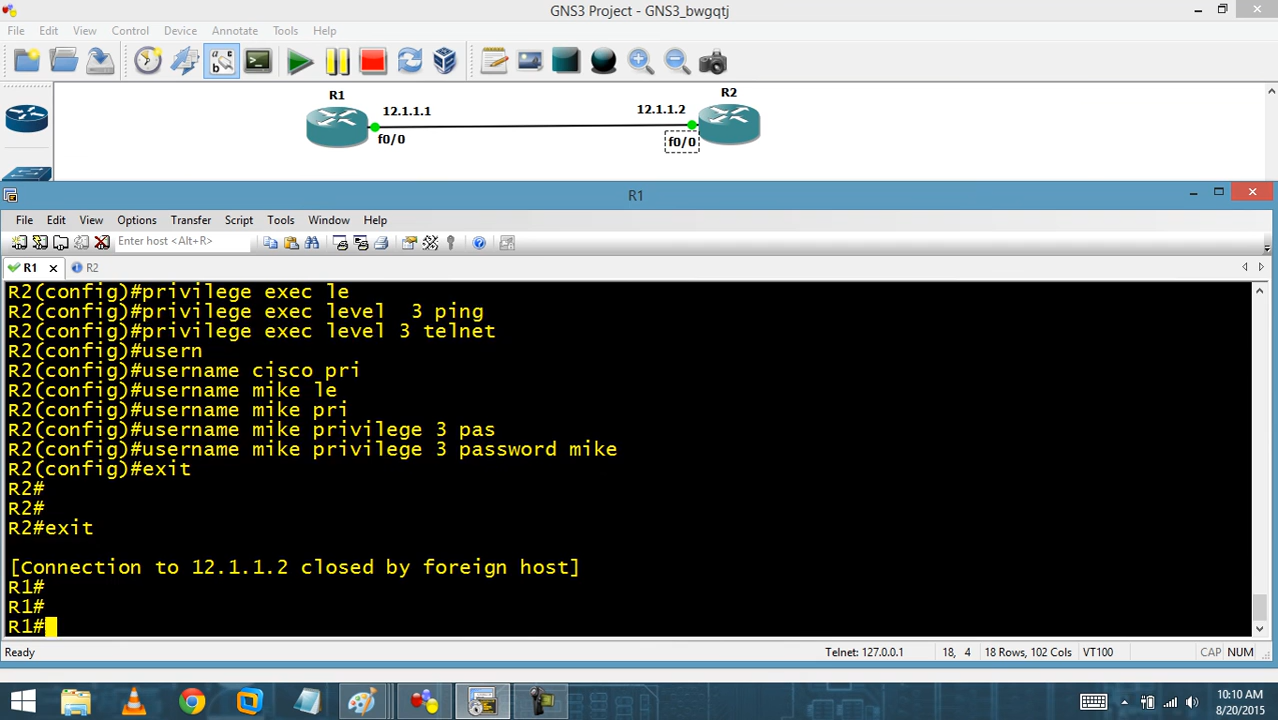 GNS3 Project - GNS3_bwgqtj
File Edit View Control Device Annotate Tools Help
R1
R2
12.1.1.1
12.1.1.2
f0/0
f0/0
R1
File Edit View Options Transfer Script Tools Window Help
Enter host <Alt+R>
R1
R2
R2(config)#privilege exec le
R2(config)#privilege exec level  3 ping
R2(config)#privilege exec level 3 telnet
R2(config)#usern
R2(config)#username cisco pri
R2(config)#username mike le
R2(config)#username mike pri
R2(config)#username mike privilege 3 pas
R2(config)#username mike privilege 3 password mike
R2(config)#exit
R2#
R2#
R2#exit
[Connection to 12.1.1.2 closed by foreign host]
R1#
R1#
R1#
Ready
Telnet: 127.0.0.1 18, 4 18 Rows, 102 Cols VT100 CAP NUM
10:10 AM
8/20/2015